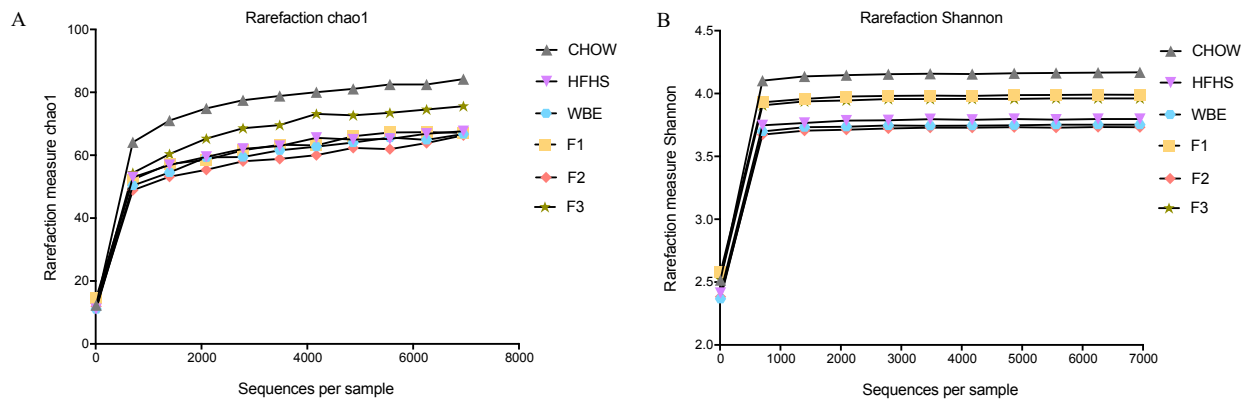 A
Rarefaction chao1
Rarefaction measure chao1
100
80
60
40
20
0
0 2000 4000 6000 8000
Sequences per sample
CHOW
HFHS
WBE
F1
F2
F3
B
Rarefaction Shannon
Rarefaction measure Shannon
4.5
4.0
3.5
3.0
2.5
2.0
0 1000 2000 3000 4000 5000 6000 7000
Sequences per sample
CHOW
HFHS
WBE
F1
F2
F3